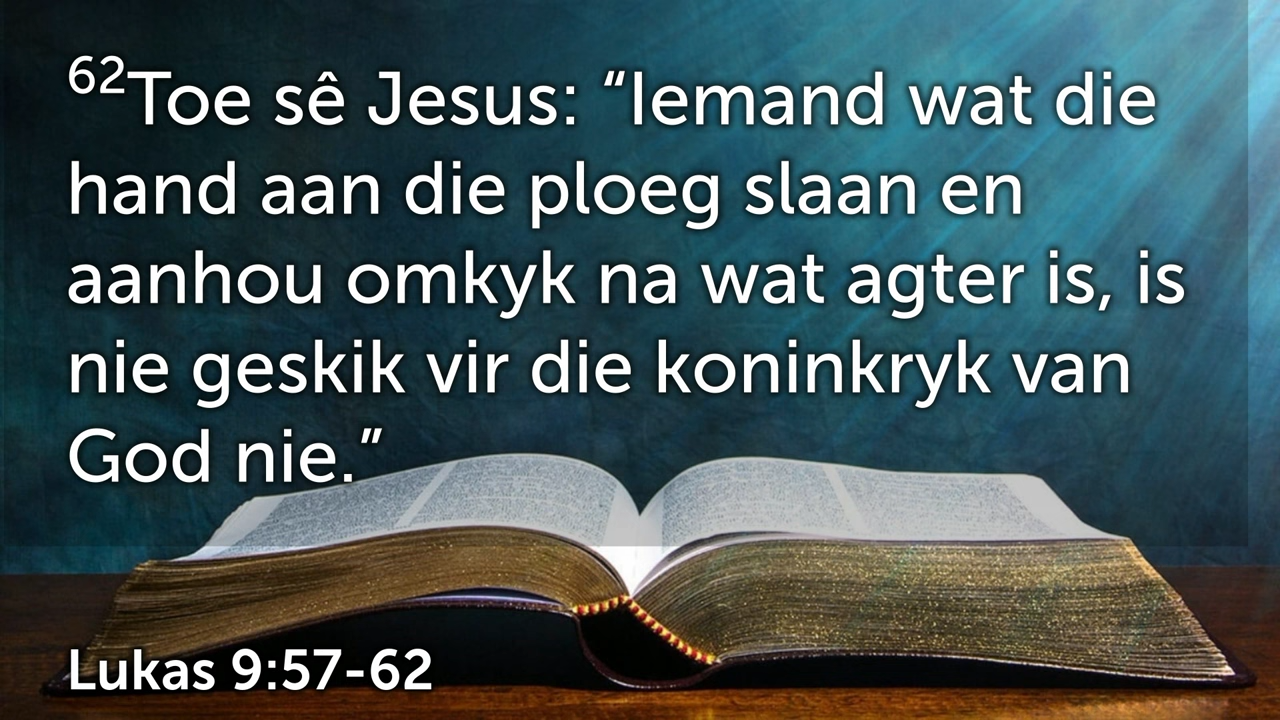 ⁶²Toe sê Jesus: “Iemand wat die
hand aan die ploeg slaan en
aanhou omkyk na wat agter is, is
nie geskik vir die koninkryk van
God nie.”
Lukas 9:57-62